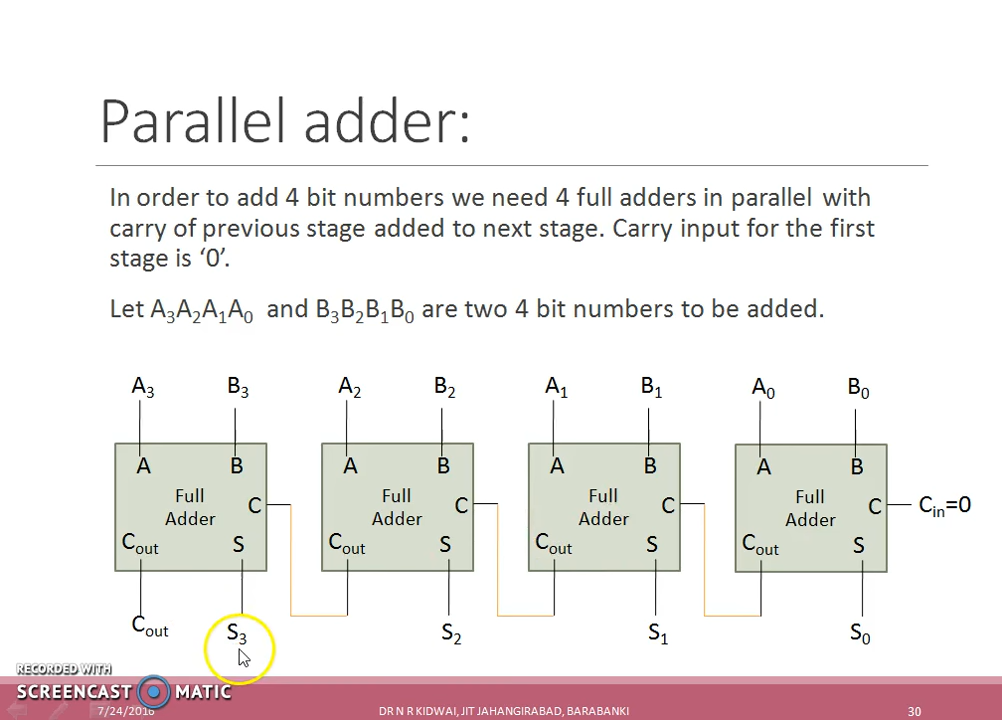 Parallel adder:
In order to add 4 bit numbers we need 4 full adders in parallel with
carry of previous stage added to next stage. Carry input for the first
stage is ‘0’.
Let A₃A₂A₁A₀ and B₃B₂B₁B₀ are two 4 bit numbers to be added.
A₃ B₃ A₂ B₂ A₁ B₁ A₀ B₀
A B A B A B A B
Full Full Full Full
Adder Adder Adder Adder
C C C C Cin=0
Cout S Cout S Cout S Cout S
Cout S₃ S₂ S₁ S₀
RECORDED WITH
SCREENCAST MATIC
7/24/2016 DR N R KIDWAI, JIT JAHANGIRABAD, BARABANKI 30